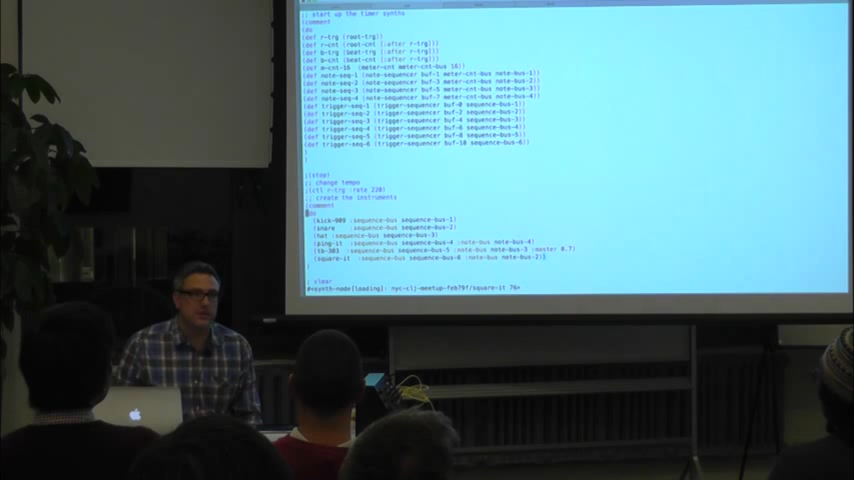 ;; start up the timer synths
(comment
(do
(def r-trg (root-trg))
(def r-cnt (root-cnt [:after r-trg]))
(def b-trg (beat-trg [:after r-trg]))
(def b-cnt (beat-cnt [:after r-trg]))
(def m-cnt-16 (meter-cnt meter-cnt-bus 16))
(def note-seq-1 (note-sequencer buf-1 meter-cnt-bus note-bus-1))
(def note-seq-2 (note-sequencer buf-3 meter-cnt-bus note-bus-2))
(def note-seq-3 (note-sequencer buf-5 meter-cnt-bus note-bus-3))
(def note-seq-4 (note-sequencer buf-7 meter-cnt-bus note-bus-4))
(def trigger-seq-1 (trigger-sequencer buf-0 sequence-bus-1))
(def trigger-seq-2 (trigger-sequencer buf-2 sequence-bus-2))
(def trigger-seq-3 (trigger-sequencer buf-4 sequence-bus-3))
(def trigger-seq-4 (trigger-sequencer buf-6 sequence-bus-4))
(def trigger-seq-5 (trigger-sequencer buf-8 sequence-bus-5))
(def trigger-seq-6 (trigger-sequencer buf-10 sequence-bus-6))
)
)
;(stop)
;; change tempo
;(ctl r-trg :rate 220)
;; create the instruments
(comment
(do
(kick-909 :sequence-bus sequence-bus-1)
(snare :sequence-bus sequence-bus-2)
(hat :sequence-bus sequence-bus-3)
(ping-it :sequence-bus sequence-bus-4 :note-bus note-bus-4)
(tb-303 :sequence-bus sequence-bus-5 :note-bus note-bus-3 :master 0.7)
(square-it :sequence-bus sequence-bus-6 :note-bus note-bus-2))
)
; clear
#<synth-node[loading]: nyc-clj-meetup-feb79f/square-it 76>